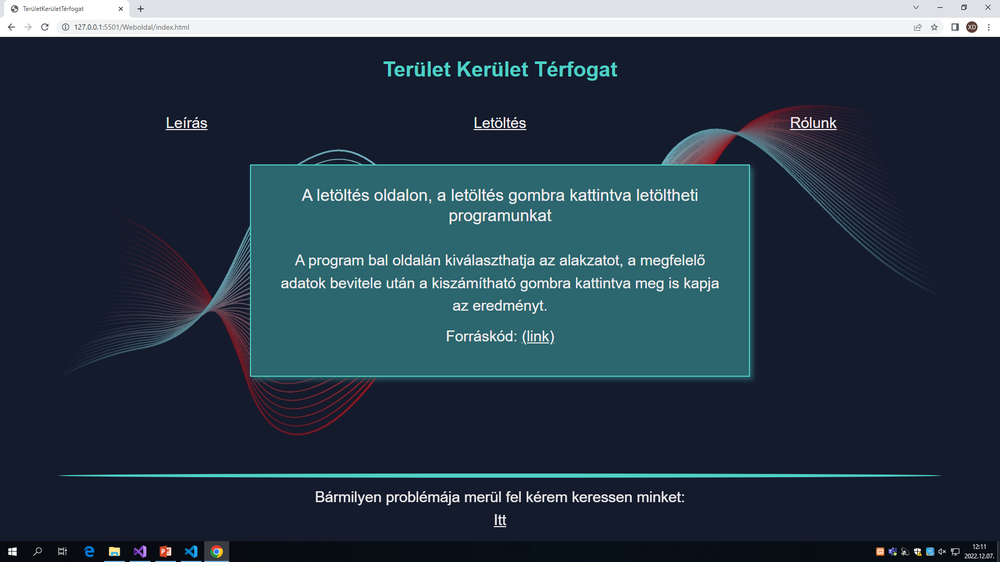 TerületKerületTérfogat
127.0.0.1:5501/Weboldal/index.html
XD
Terület Kerület Térfogat
Leírás Letöltés Rólunk
A letöltés oldalon, a letöltés gombra kattintva letöltheti
programunkat
A program bal oldalán kiválaszthatja az alakzatot, a megfelelő
adatok bevitele után a kiszámítható gombra kattintva meg is kapja
az eredményt.
Forráskód: (link)
Bármilyen problémája merül fel kérem keressen minket:
Itt
12:11
2022.12.07.